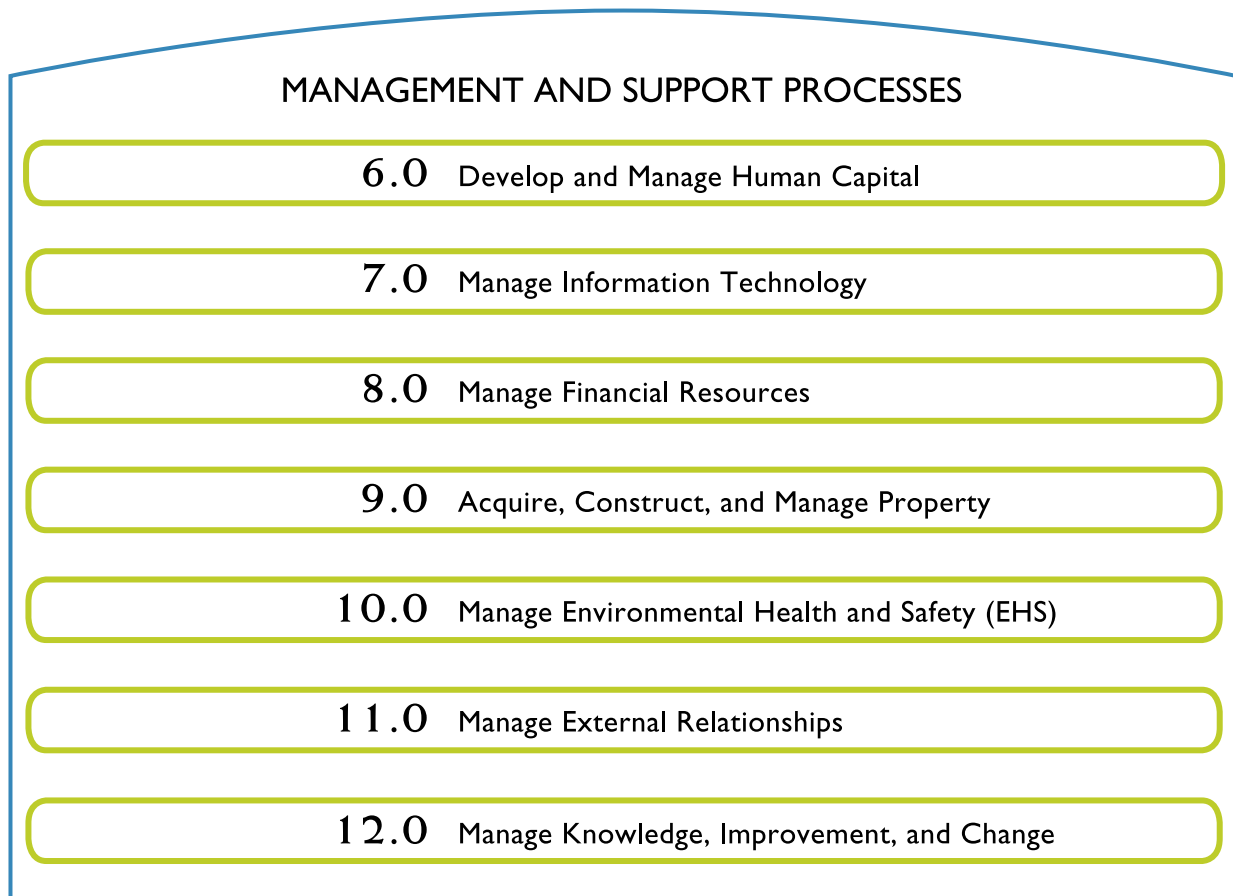 MANAGEMENT AND SUPPORT PROCESSES
6.0 Develop and Manage Human Capital
7.0 Manage Information Technology
8.0 Manage Financial Resources
9.0 Acquire, Construct, and Manage Property
10.0 Manage Environmental Health and Safety (EHS)
11.0 Manage External Relationships
12.0 Manage Knowledge, Improvement, and Change